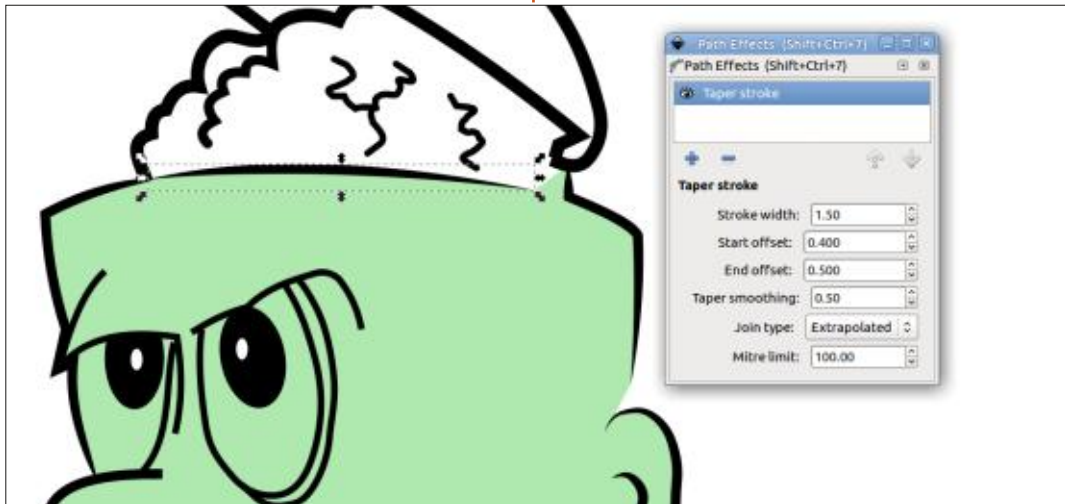 Path Effects (Shift+Ctrl+7)
Path Effects (Shift+Ctrl+7)
Taper stroke
Taper stroke
Stroke width: 1.50
Start offset: 0.400
End offset: 0.500
Taper smoothing: 0.50
Join type: Extrapolated
Mitre limit: 100.00